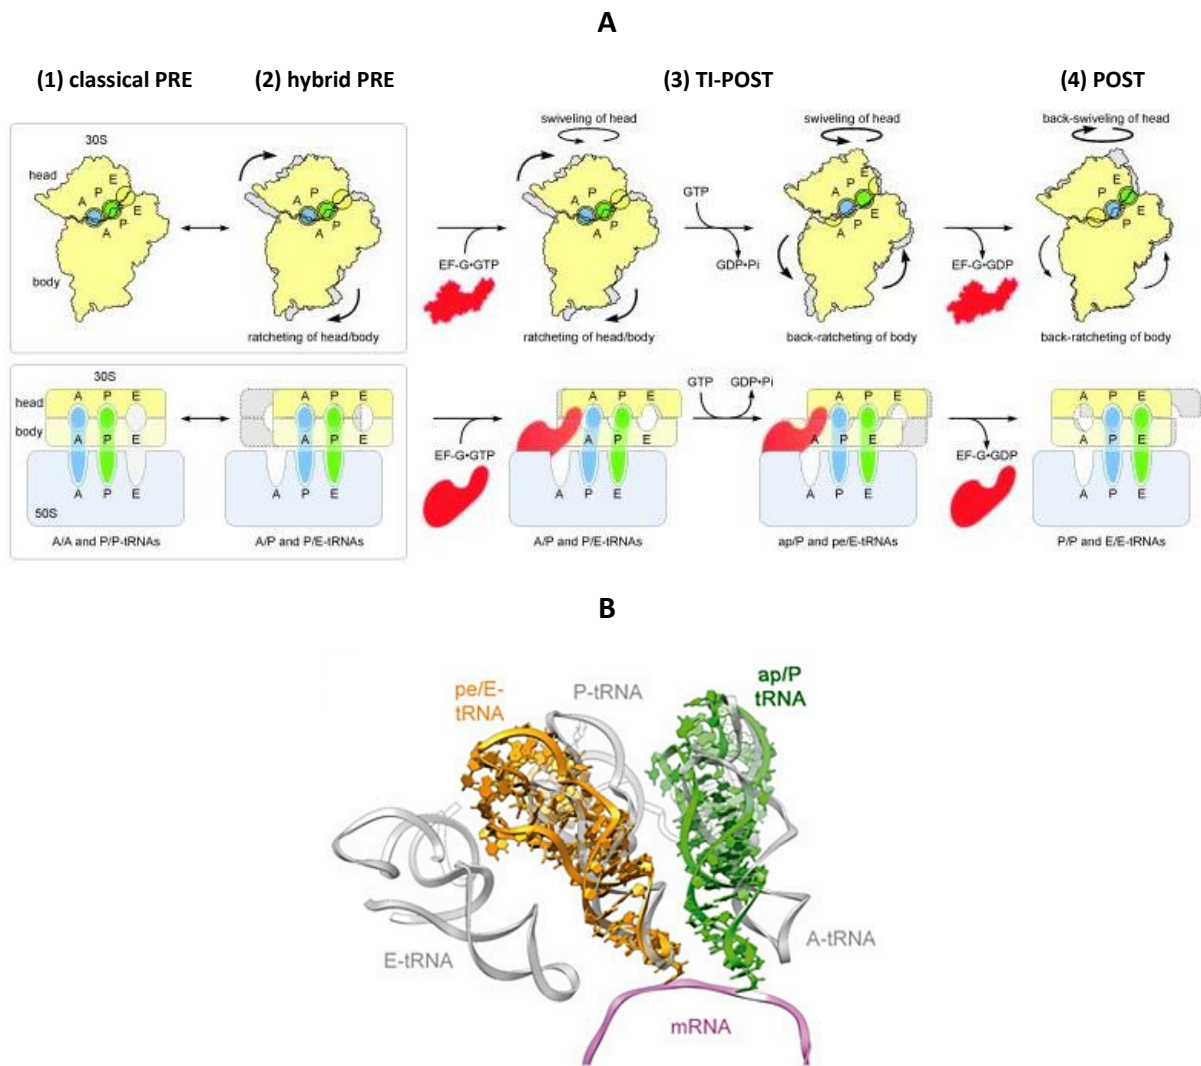 A
(1) classical PRE (2) hybrid PRE (3) TI-POST (4) POST
swiveling of head swiveling of head back-swiveling of head
30S
head
E
P
A
E
P
A
body
P
A
A
ratcheting of head/body
EF-G•GTP
P
A
A
ratcheting of head/body
GTP
GDP•Pi
E
P
A
E
P
A
back-ratcheting of body
EF-G•GDP
E
P
A
E
P
A
back-ratcheting of body
30S
head A P E
body A P E
A P E
50S
A/A and P/P-tRNAs
A P E
A P E
A P E
A/P and P/E-tRNAs
EF-G•GTP
A P E
A P E
A P E
A/P and P/E-tRNAs
GTP GDP•Pi
A P E
A P E
A P E
ap/P and pe/E-tRNAs
EF-G•GDP
A P E
A P E
A P E
P/P and E/E-tRNAs
B
pe/E-
tRNA
P-tRNA
ap/P
tRNA
E-tRNA
A-tRNA
mRNA